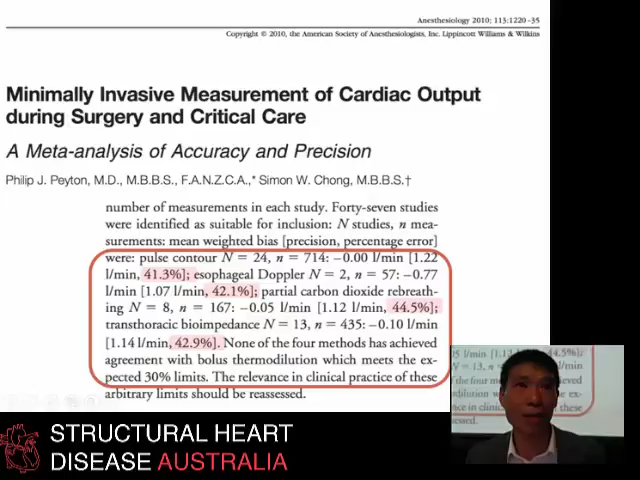 Anesthesiology 2010; 113:1220–35
Copyright © 2010, the American Society of Anesthesiologists, Inc. Lippincott Williams & Wilkins
Minimally Invasive Measurement of Cardiac Output
during Surgery and Critical Care
A Meta-analysis of Accuracy and Precision
Philip J. Peyton, M.D., M.B.B.S., F.A.N.Z.C.A.,* Simon W. Chong, M.B.B.S.†
number of measurements in each study. Forty-seven studies
were identified as suitable for inclusion: N studies, n mea-
surements: mean weighted bias [precision, percentage error]
were: pulse contour N = 24, n = 714: -0.00 l/min [1.22
l/min, 41.3%]; esophageal Doppler N = 2, n = 57: -0.77
l/min [1.07 l/min, 42.1%]; partial carbon dioxide rebreath-
ing N = 8, n = 167: -0.05 l/min [1.12 l/min, 44.5%];
transthoracic bioimpedance N = 13, n = 435: -0.10 l/min
[1.14 l/min, 42.9%]. None of the four methods has achieved
agreement with bolus thermodilution which meets the ex-
pected 30% limits. The relevance in clinical practice of these
arbitrary limits should be reassessed.
44.5%];
l/min
achieved
these
STRUCTURAL HEART
DISEASE AUSTRALIA